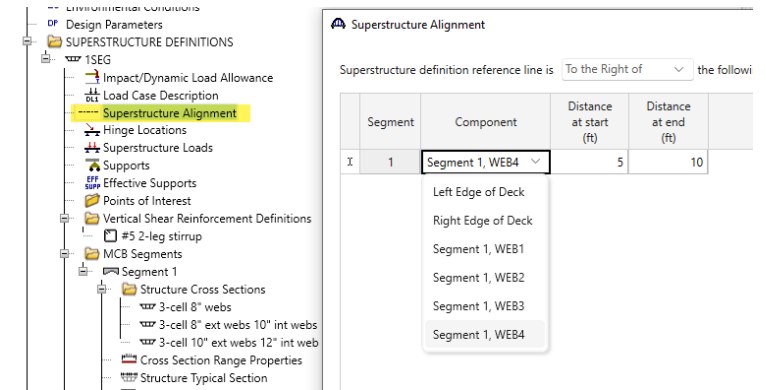 Environmental Conditions
DP Design Parameters
SUPERSTRUCTURE DEFINITIONS
1SEG
Impact/Dynamic Load Allowance
DL1 Load Case Description
Superstructure Alignment
Hinge Locations
Superstructure Loads
Supports
EFF SUPP Effective Supports
Points of Interest
Vertical Shear Reinforcement Definitions
#5 2-leg stirrup
MCB Segments
Segment 1
Structure Cross Sections
3-cell 8" webs
3-cell 8" ext webs 10" int webs
3-cell 10" ext webs 12" int web
Cross Section Range Properties
Structure Typical Section
Superstructure Alignment
Superstructure definition reference line is To the Right of the followi
Segment Component Distance at start (ft) Distance at end (ft)
1 Segment 1, WEB4 5 10
Left Edge of Deck
Right Edge of Deck
Segment 1, WEB1
Segment 1, WEB2
Segment 1, WEB3
Segment 1, WEB4